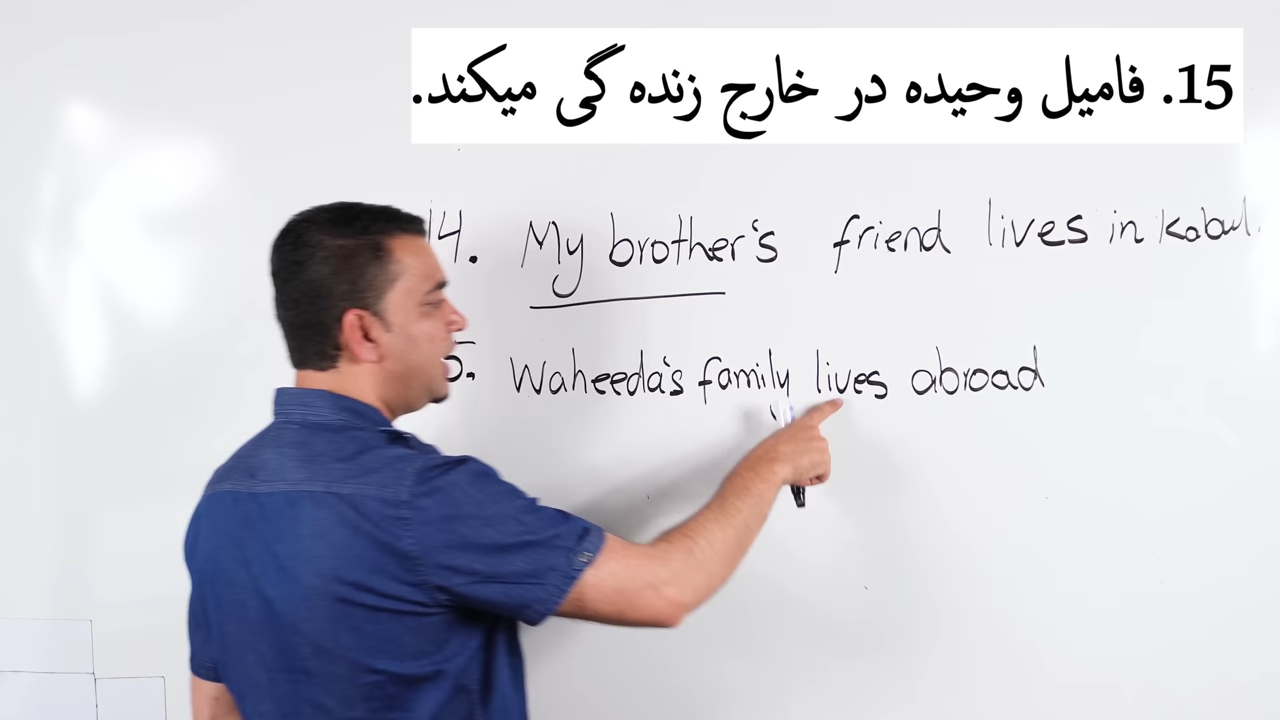 15. فامیل وحیده در خارج زنده گی میکند.
14. My brother's friend lives in Kabul.
5. Waheeda's family lives abroad